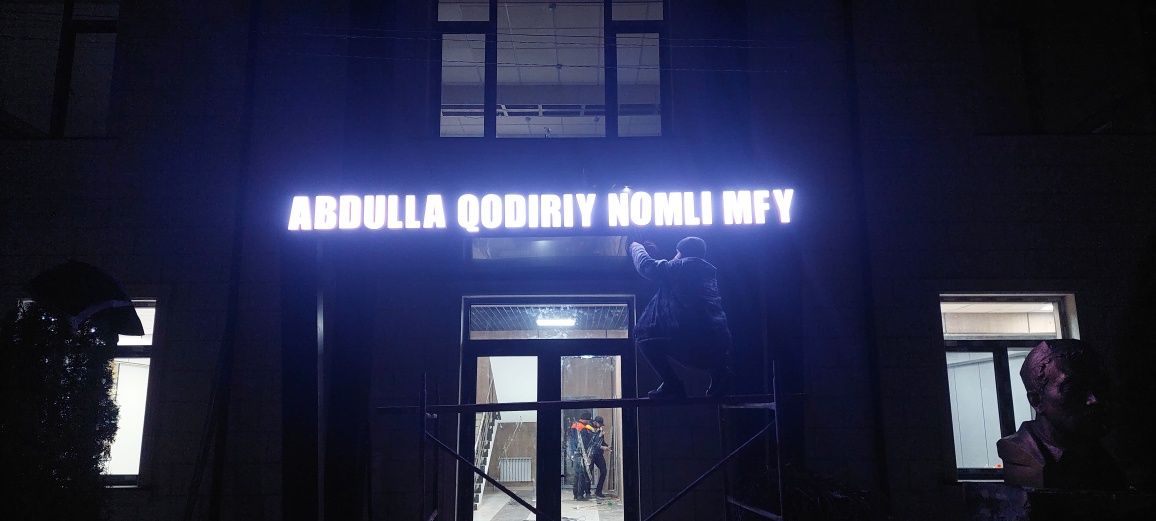 ABDULLA QODIRIY NOMLI MFY